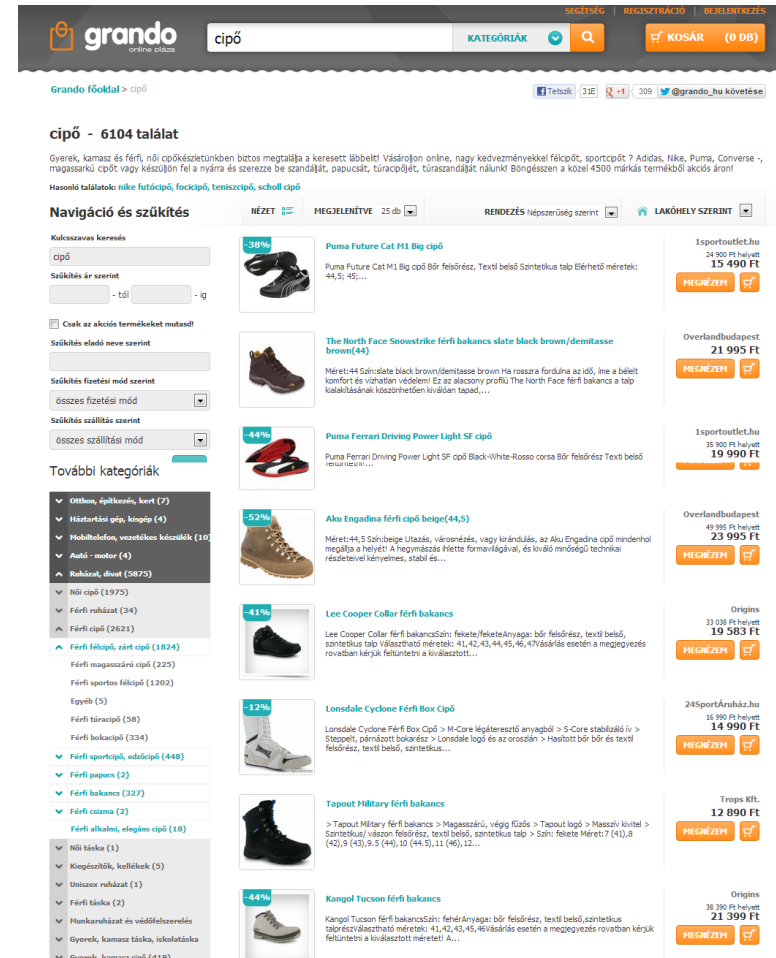 SEGÍTSÉG | REGISZTRÁCIÓ | BEJELENTKEZÉS
grando
online pláza
cipő
KATEGÓRIÁK
KOSÁR (0 DB)
Grando főoldal > cipő
Tetszik 31E +1 309 @grando_hu követése
cipő - 6104 találat
Gyerek, kamasz és férfi, női cipőkészletünkben biztos megtalálja a keresett lábbelit! Vásároljon online, nagy kedvezményekkel félcipőt, sportcipőt ? Adidas, Nike, Puma, Converse -,
magassarkú cipőt vagy készüljön fel a nyárra és szerezze be szandálját, papucsát, túracipőjét, túraszandálját nálunk! Böngésszen a közel 4500 márkás termékből akciós áron!
Hasonló találatok: nike futócipő, focicipő, teniszcipő, scholl cipő
Navigáció és szűkítés
NÉZET MEGJELENÍTVE 25 db RENDEZÉS Népszerűség szerint LAKÓHELY SZERINT
Kulcsszavas keresés
cipő
Szűkítés ár szerint
- tól - ig
Csak az akciós termékeket mutasd!
Szűkítés eladó neve szerint
Szűkítés fizetési mód szerint
összes fizetési mód
Szűkítés szállítás szerint
összes szállítási mód
További kategóriák
Otthon, építkezés, kert (7)
Háztartási gép, kisgép (4)
Mobiltelefon, vezetékes készülék (10)
Autó - motor (4)
Ruházat, divat (5875)
Női cipő (1975)
Férfi ruházat (34)
Férfi cipő (2621)
Férfi félcipő, zárt cipő (1824)
Férfi magasszárú cipő (225)
Férfi sportos félcipő (1202)
Egyéb (5)
Férfi túracipő (58)
Férfi bokacipő (334)
Férfi sportcipő, edzőcipő (448)
Férfi papucs (2)
Férfi bakancs (327)
Férfi csizma (2)
Férfi alkalmi, elegáns cipő (18)
Női táska (1)
Kiegészítők, kellékek (5)
Uniszex ruházat (1)
Férfi táska (2)
Munkaruházat és védőfelszerelés
Gyerek, kamasz táska, iskolatáska
Gyerek, kamasz cipő (419)
-38%
Puma Future Cat M1 Big cipő
Puma Future Cat M1 Big cipő Bőr felsőrész, Textil belső Szintetikus talp Elérhető méretek:
44,5; 45;...
1sportoutlet.hu
24 900 Ft helyett
15 490 Ft
MEGNÉZEM
The North Face Snowstrike férfi bakancs slate black brown/demitasse
brown(44)
Méret:44 Szín:slate black brown/demitasse brown Ha rosszra fordulna az idő, íme a bélelt
komfort és vízhatlan védelem! Ez az alacsony profilú The North Face férfi bakancs a talp
kialakításának köszönhetően kiválóan tapad,...
Overlandbudapest
21 995 Ft
MEGNÉZEM
-44%
Puma Ferrari Driving Power Light SF cipő
Puma Ferrari Driving Power Light SF cipő Black-White-Rosso corsa Bőr felsőrész Texti belső
1sportoutlet.hu
35 900 Ft helyett
19 990 Ft
-52%
Aku Engadina férfi cipő beige(44,5)
Méret:44,5 Szín:beige Utazás, városnézés, vagy kirándulás, az Aku Engadina cipő mindenhol
megállja a helyét! A hegymászás ihlette formavilágával, és kiváló minőségű technikai
részleteivel kényelmes, stabil és...
Overlandbudapest
49 995 Ft helyett
23 995 Ft
MEGNÉZEM
-41%
Lee Cooper Collar férfi bakancs
Lee Cooper Collar férfi bakancsSzín: fekete/feketeAnyaga: bőr felsőrész, textil belső,
szintetikus talp Választható méretek: 41,42,43,44,45,46,47Vásárlás esetén a megjegyzés
rovatban kérjük feltüntetni a kiválasztott...
Origins
33 038 Ft helyett
19 583 Ft
MEGNÉZEM
-12%
Lonsdale Cyclone Férfi Box Cipő
Lonsdale Cyclone Férfi Box Cipő > M-Core légáteresztő anyagból > S-Core stabilizáló ív >
Steppelt, párnázott bokarész > Lonsdale logó és az oroszlán > Hasított bőr bőr és textil
felsőrész, textil belső, szintetikus...
24SportÁruház.hu
16 990 Ft helyett
14 990 Ft
MEGNÉZEM
Tapout Military férfi bakancs
> Tapout Military férfi bakancs > Magasszárú, végig fűzős > Tapout logó > Masszív kivitel >
Szintetikus/ vászon felsőrész, textil belső, szintetikus talp > Szín: fekete Méret:7 (41),8
(42),9 (43),9.5 (44),10 (44.5),11 (46),12...
Trops Kft.
12 890 Ft
MEGNÉZEM
-44%
Kangol Tucson férfi bakancs
Kangol Tucson férfi bakancsSzín: fehérAnyaga: bőr felsőrész, textil belső,szintetikus
talprészVálasztható méretek: 41,42,43,45,46Vásárlás esetén a megjegyzés rovatban kérjük
feltüntetni a kiválasztott méretet! A...
Origins
38 390 Ft helyett
21 399 Ft
MEGNÉZEM